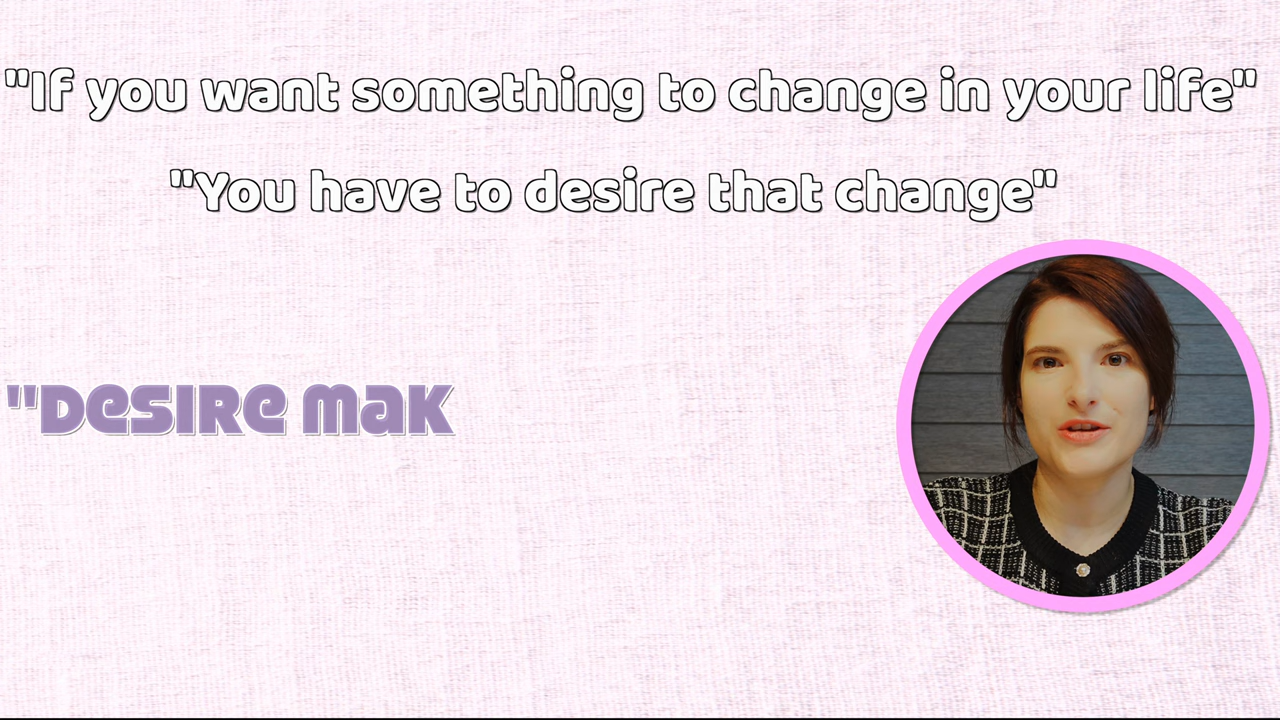 "If you want something to change in your life"
"You have to desire that change"
"Desire mak